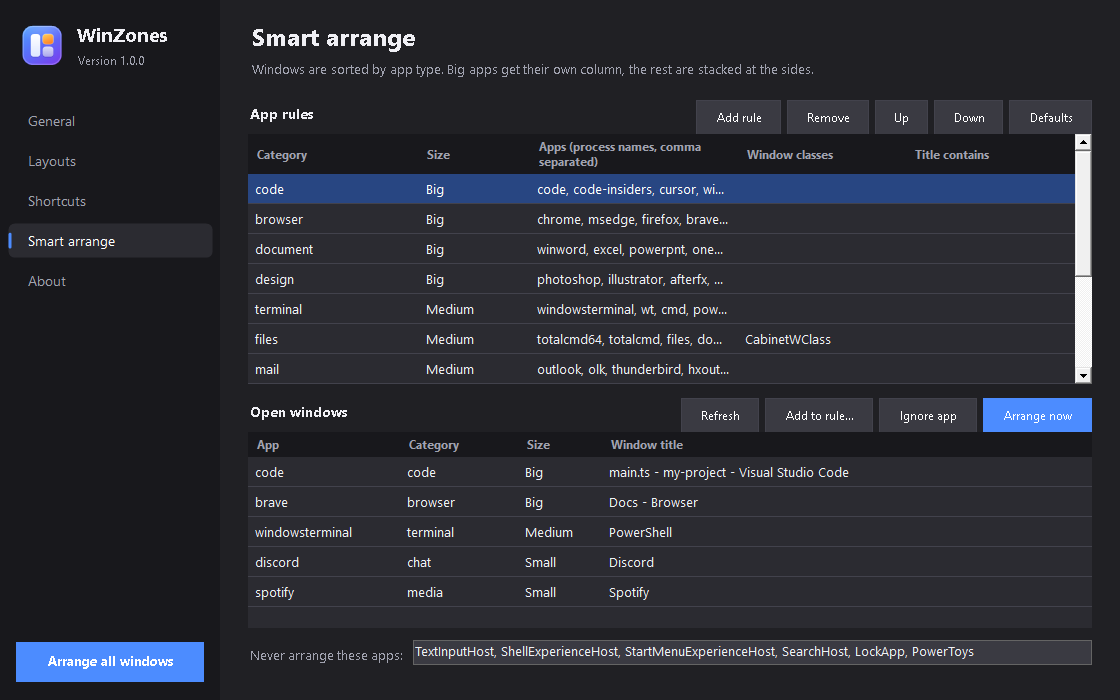 WinZones
Version 1.0.0
General
Layouts
Shortcuts
Smart arrange
About
Arrange all windows
Smart arrange
Windows are sorted by app type. Big apps get their own column, the rest are stacked at the sides.
App rules
Add rule Remove Up Down Defaults
Category Size Apps (process names, comma separated) Window classes Title contains
code Big code, code-insiders, cursor, wi...
browser Big chrome, msedge, firefox, brave...
document Big winword, excel, powerpnt, one...
design Big photoshop, illustrator, afterfx, ...
terminal Medium windowsterminal, wt, cmd, pow...
files Medium totalcmd64, totalcmd, files, do... CabinetWClass
mail Medium outlook, olk, thunderbird, hxout...
Open windows
Refresh Add to rule... Ignore app Arrange now
App Category Size Window title
code code Big main.ts - my-project - Visual Studio Code
brave browser Big Docs - Browser
windowsterminal terminal Medium PowerShell
discord chat Small Discord
spotify media Small Spotify
Never arrange these apps: TextInputHost, ShellExperienceHost, StartMenuExperienceHost, SearchHost, LockApp, PowerToys